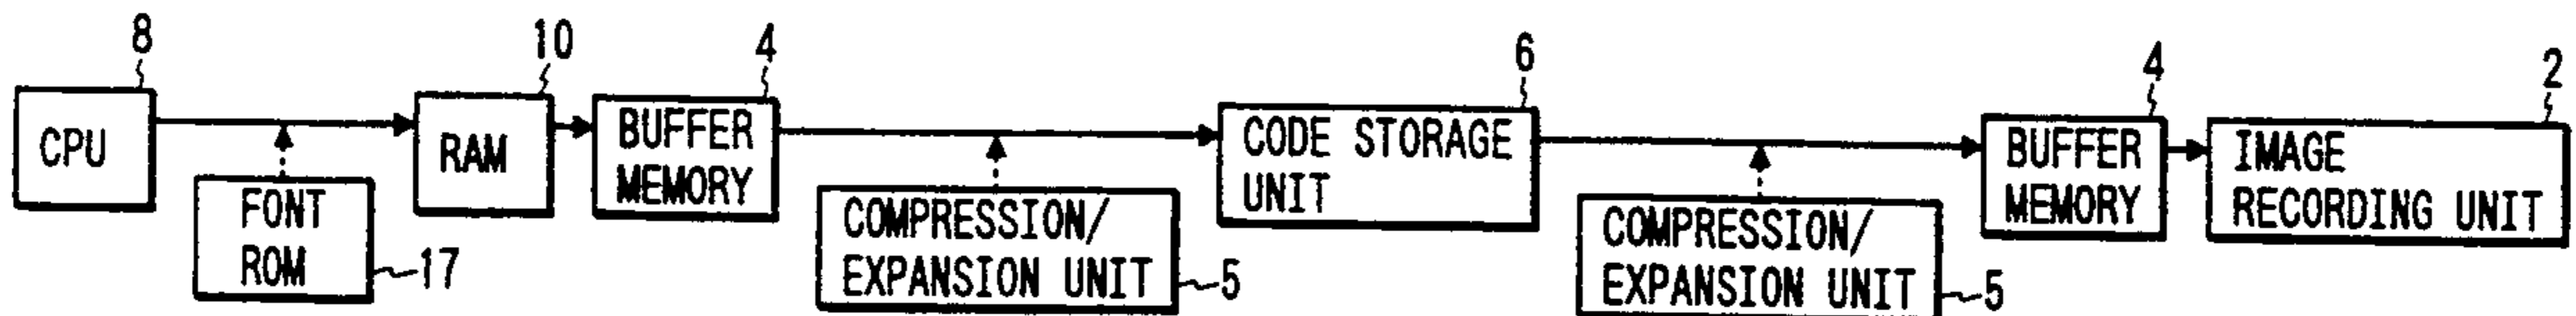 8
10
4
6
4
2
CPU
RAM
BUFFER
MEMORY
CODE STORAGE
UNIT
BUFFER
MEMORY
IMAGE
RECORDING UNIT
FONT
ROM
17
COMPRESSION/
EXPANSION UNIT
5
COMPRESSION/
EXPANSION UNIT
5